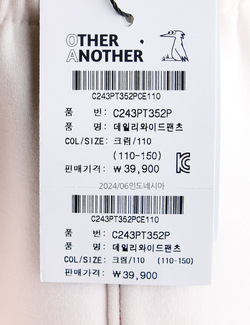 OTHER
ANOTHER
C243PT352PCE110
품 번: C243PT352P
품 명: 데일리와이드팬츠
COL/SIZE: 크림/110
(110-150)
판매가격: ₩39,900
2024/06인도네시아
C243PT352PCE110
품 번: C243PT352P
품 명: 데일리와이드팬츠
COL/SIZE: 크림/110 (110-150)
판매가격: ₩39,900